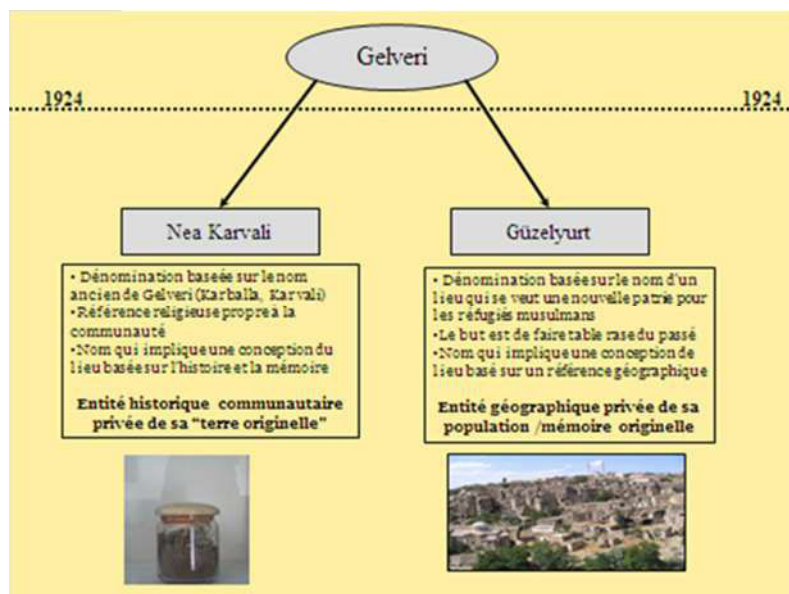 Gelveri
1924
1924
Nea Karvali
Güzelyurt
• Dénomination baseée sur le nom
ancien de Gelveri (Karballa, Karvali)
•Référence religieuse propre à la
communauté
•Nom qui implique une conception du
lieu basée sur l'histoire et la mémoire
Entité historique communautaire
privée de sa "terre originelle"
• Dénomination basée sur le nom d'un
lieu qui se veut une nouvelle patrie pour
les réfugiés musulmans
•Le but est de faire table rase du passé
•Nom qui implique une conception de
lieu basé sur un référence géographique
Entité géographique privée de sa
population /mémoire originelle